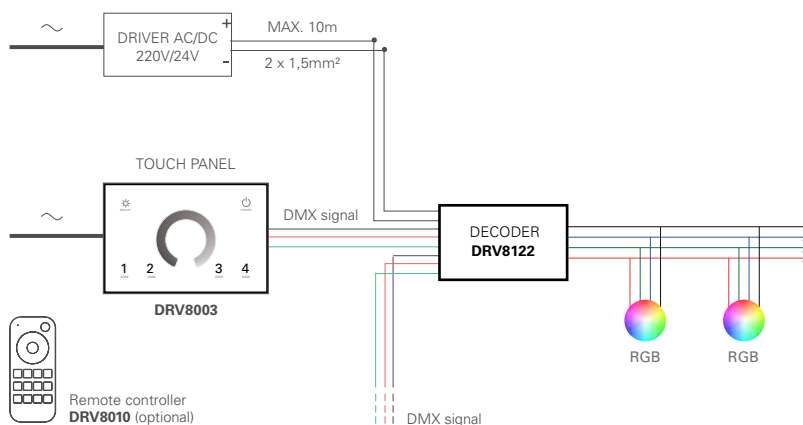 DRIVER AC/DC
220V/24V
+
-
MAX. 10m
2 x 1,5mm²
TOUCH PANEL
1
2
3
4
DRV8003
DMX signal
DECODER
DRV8122
RGB
RGB
Remote controller
DRV8010 (optional)
DMX signal